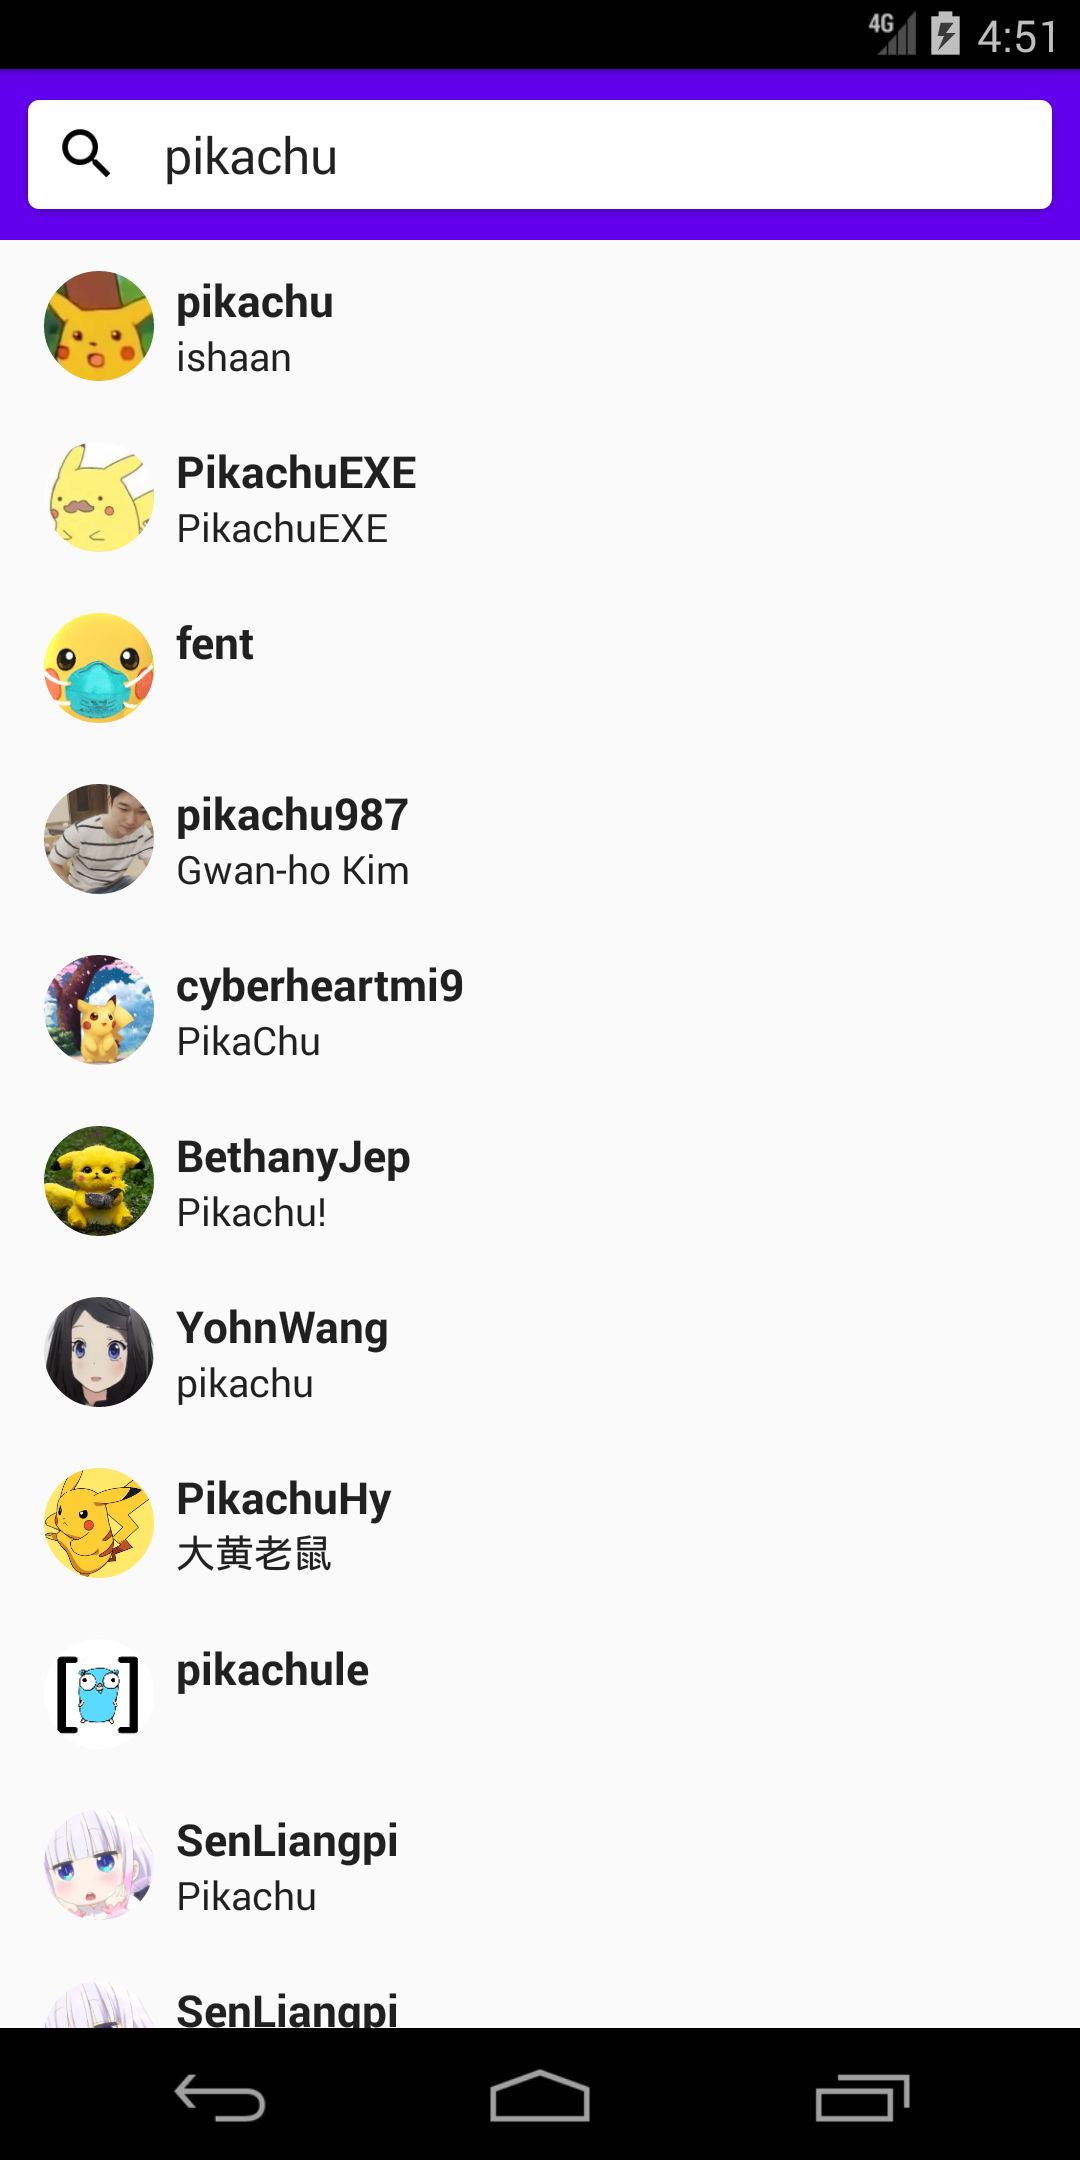 4G 4:51
pikachu
pikachu
ishaan
PikachuEXE
PikachuEXE
fent
pikachu987
Gwan-ho Kim
cyberheartmi9
PikaChu
BethanyJep
Pikachu!
YohnWang
pikachu
PikachuHy
大黄老鼠
pikachule
SenLiangpi
Pikachu
SenLiangpi